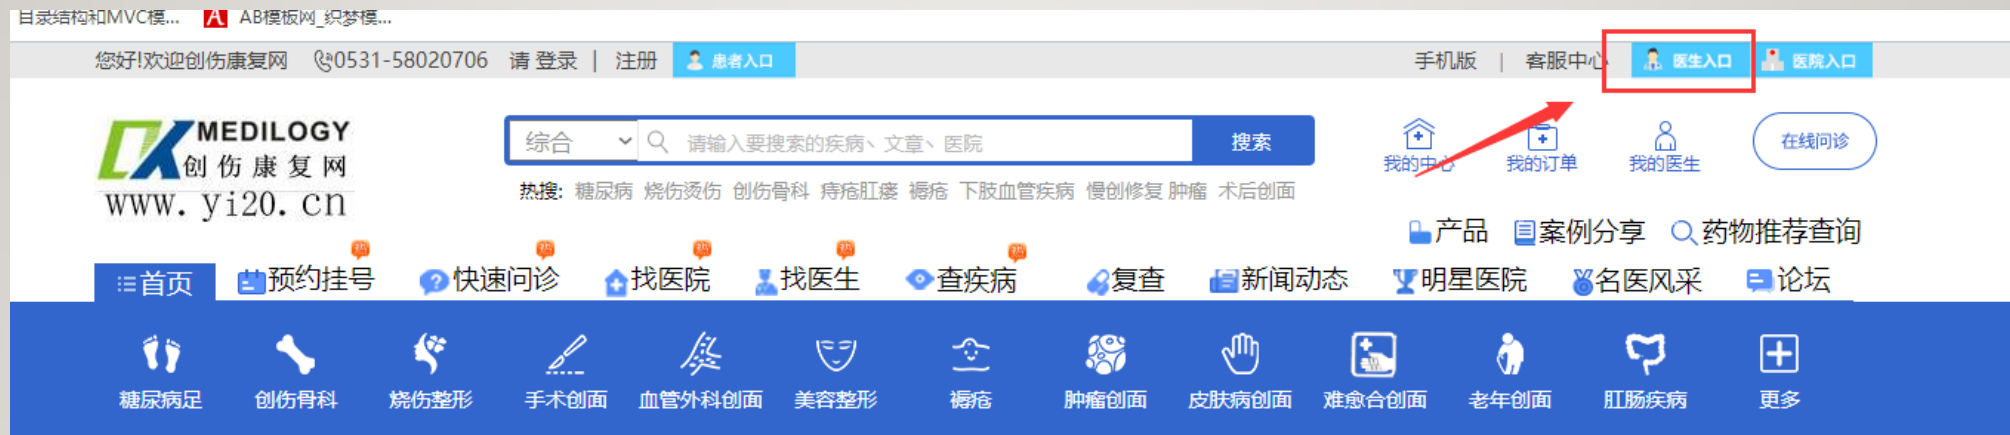 目录结构和MVC模... AB模板网_织梦模...
您好!欢迎创伤康复网 0531-58020706 请 登录 | 注册 患者入口 手机版 | 客服中心 医生入口 医院入口
MEDILOGY
创伤康复网
www.yi20.cn
综合 请输入要搜索的疾病、文章、医院 搜索
热搜: 糖尿病 烧伤烫伤 创伤骨科 痔疮肛瘘 褥疮 下肢血管疾病 慢创修复 肿瘤 术后创面
我的中心 我的订单 我的医生 在线问诊
产品 案例分享 药物推荐查询
首页 预约挂号 快速问诊 找医院 找医生 查疾病 复查 新闻动态 明星医院 名医风采 论坛
糖尿病足 创伤骨科 烧伤整形 手术创面 血管外科创面 美容整形 褥疮 肿瘤创面 皮肤病创面 难愈合创面 老年创面 肛肠疾病 更多